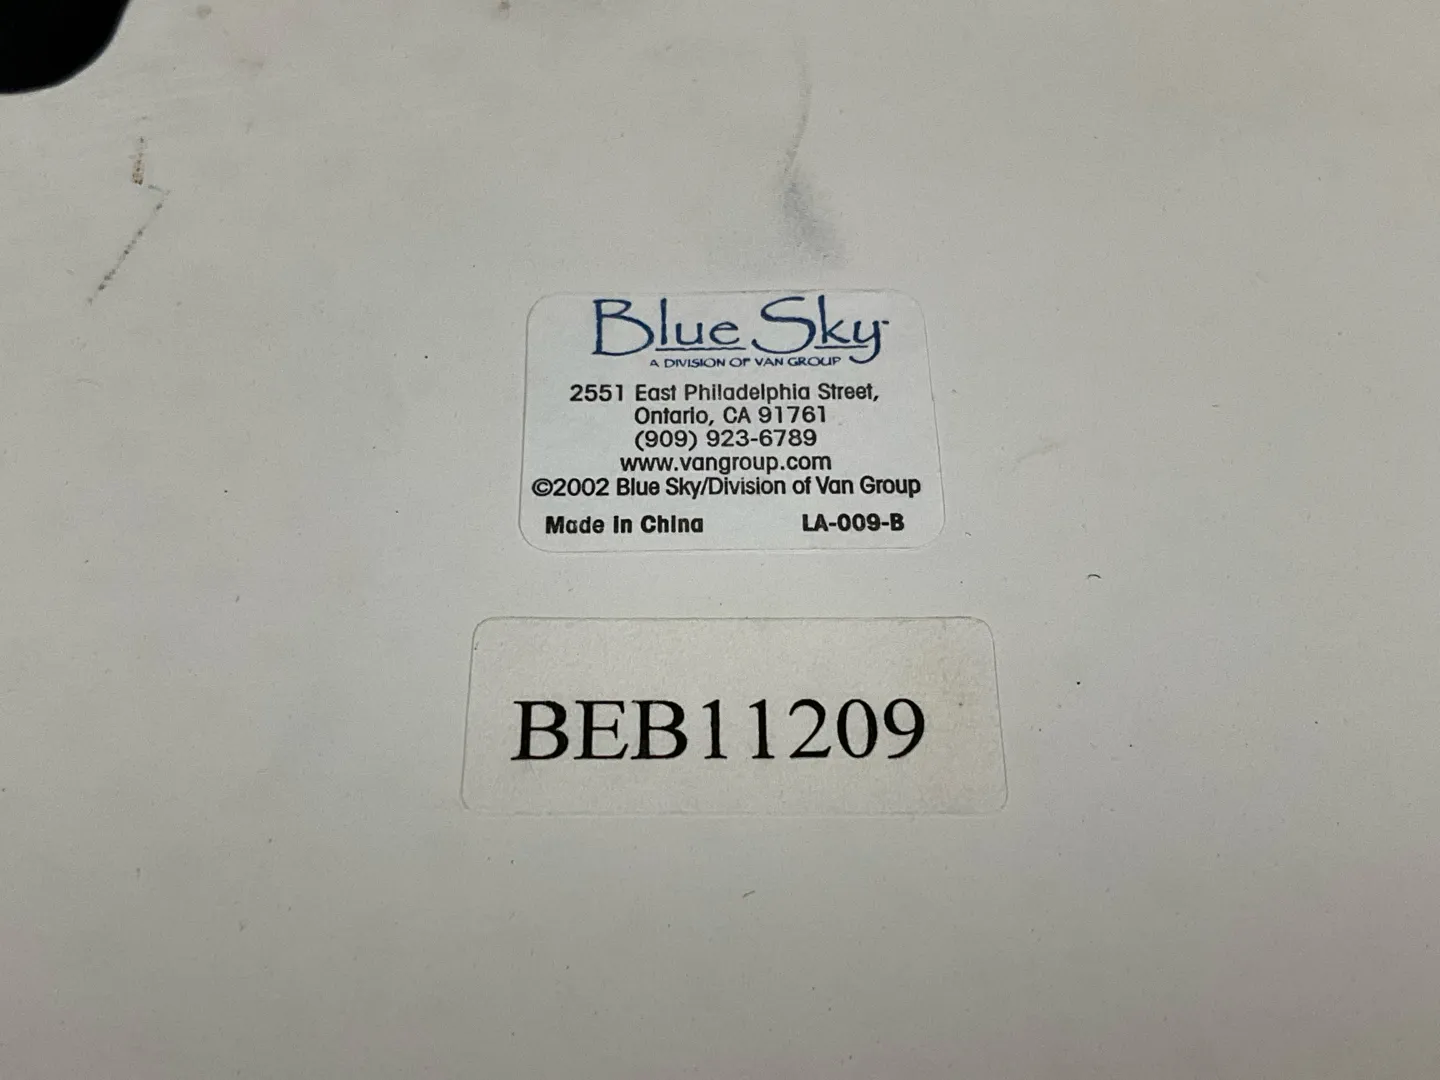 Blue Sky™
A DIVISION OF VAN GROUP
2551 East Philadelphia Street,
Ontario, CA 91761
(909) 923-6789
www.vangroup.com
©2002 Blue Sky/Division of Van Group
Made in China LA-009-B
BEB11209